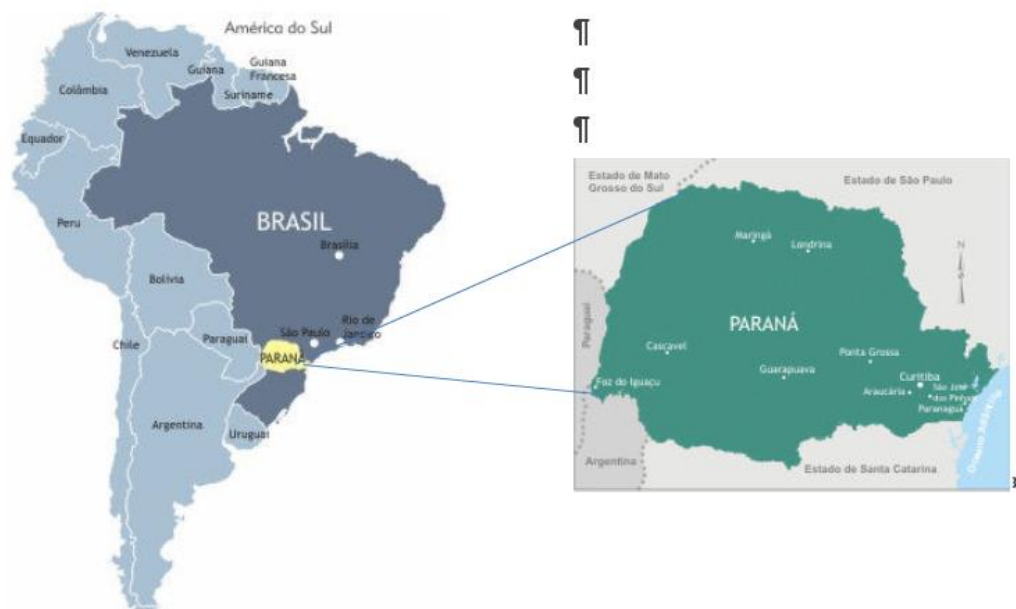 América do Sul
Venezuela
Guiana
Guiana
Francesa
Suriname
Colômbia
Equador
Peru
BRASIL
Brasília
Bolívia
Paraguai
São Paulo
Rio de
Janeiro
Chile
PARANÁ
Argentina
Uruguai
¶
¶
¶
Estado de Mato
Grosso do Sul
Estado de São Paulo
Maringá
Londrina
N
Paraguai
PARANÁ
Cascavel
Ponta Grossa
Guarapuava
Foz do Iguaçu
Curitiba
Araucária
São José
dos Pinhais
Paranaguá
Oceano Atlântico
Argentina
Estado de Santa Catarina